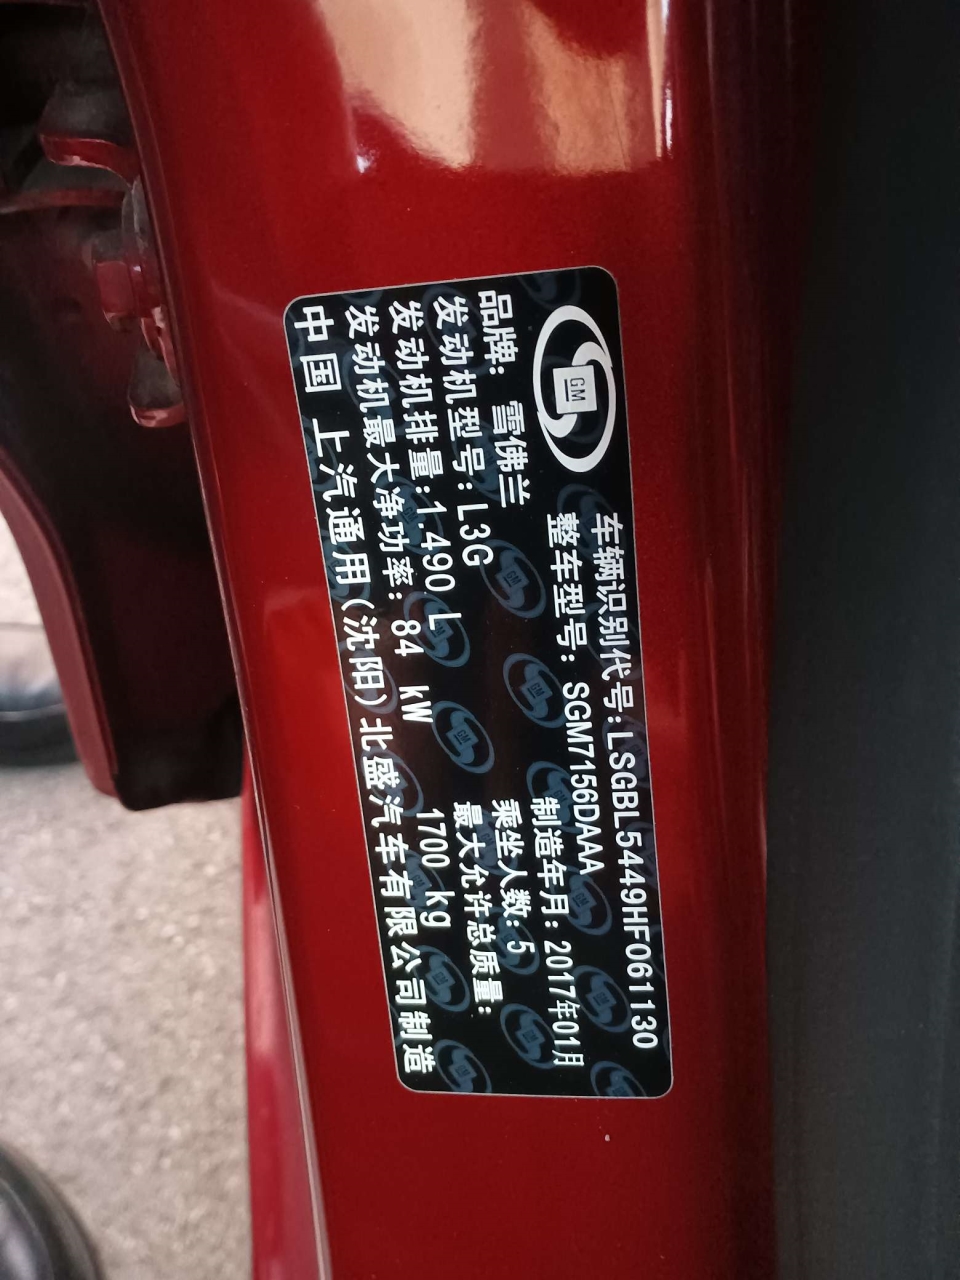 GM
车辆识别代号:LSGBL5449HF061130
整车型号: SGM7156DAAA
品牌: 雪佛兰
制造年月: 2017年01月
发动机型号: L3G
乘坐人数: 5
发动机排量:1.490 L
最大允许总质量:
发动机最大净功率: 84 kW
1700 kg
中国 上汽通用(沈阳)北盛汽车有限公司制造